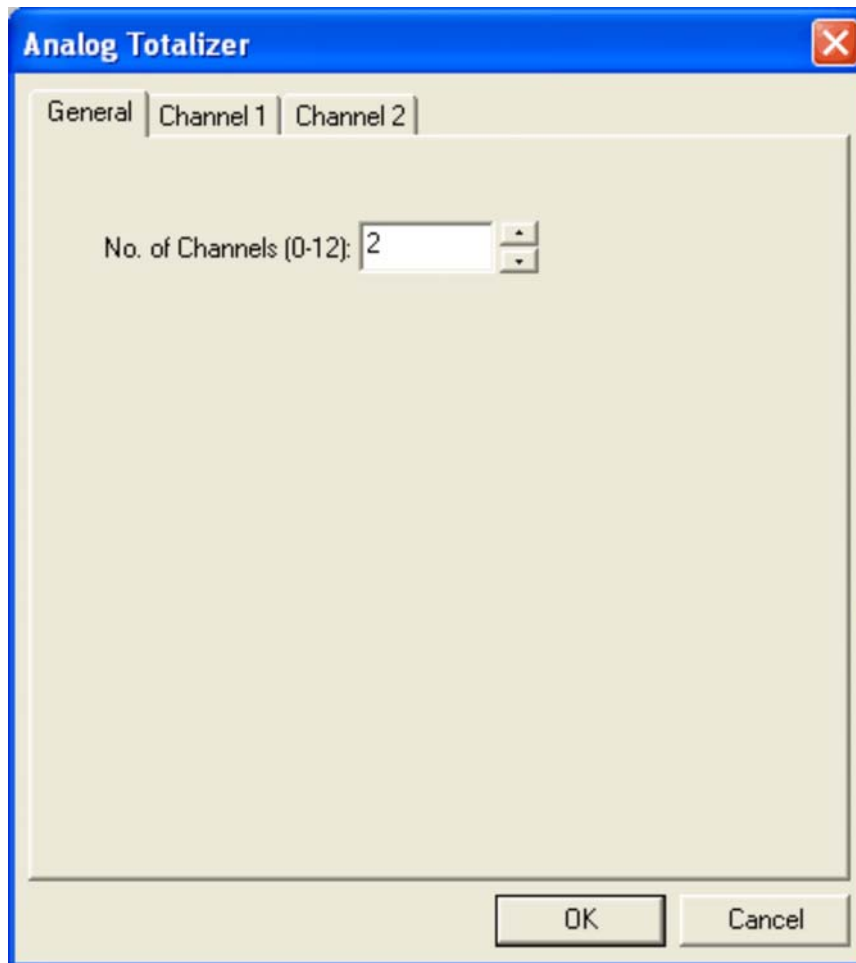 Analog Totalizer
General Channel 1 Channel 2
No. of Channels (0-12): 2
OK Cancel